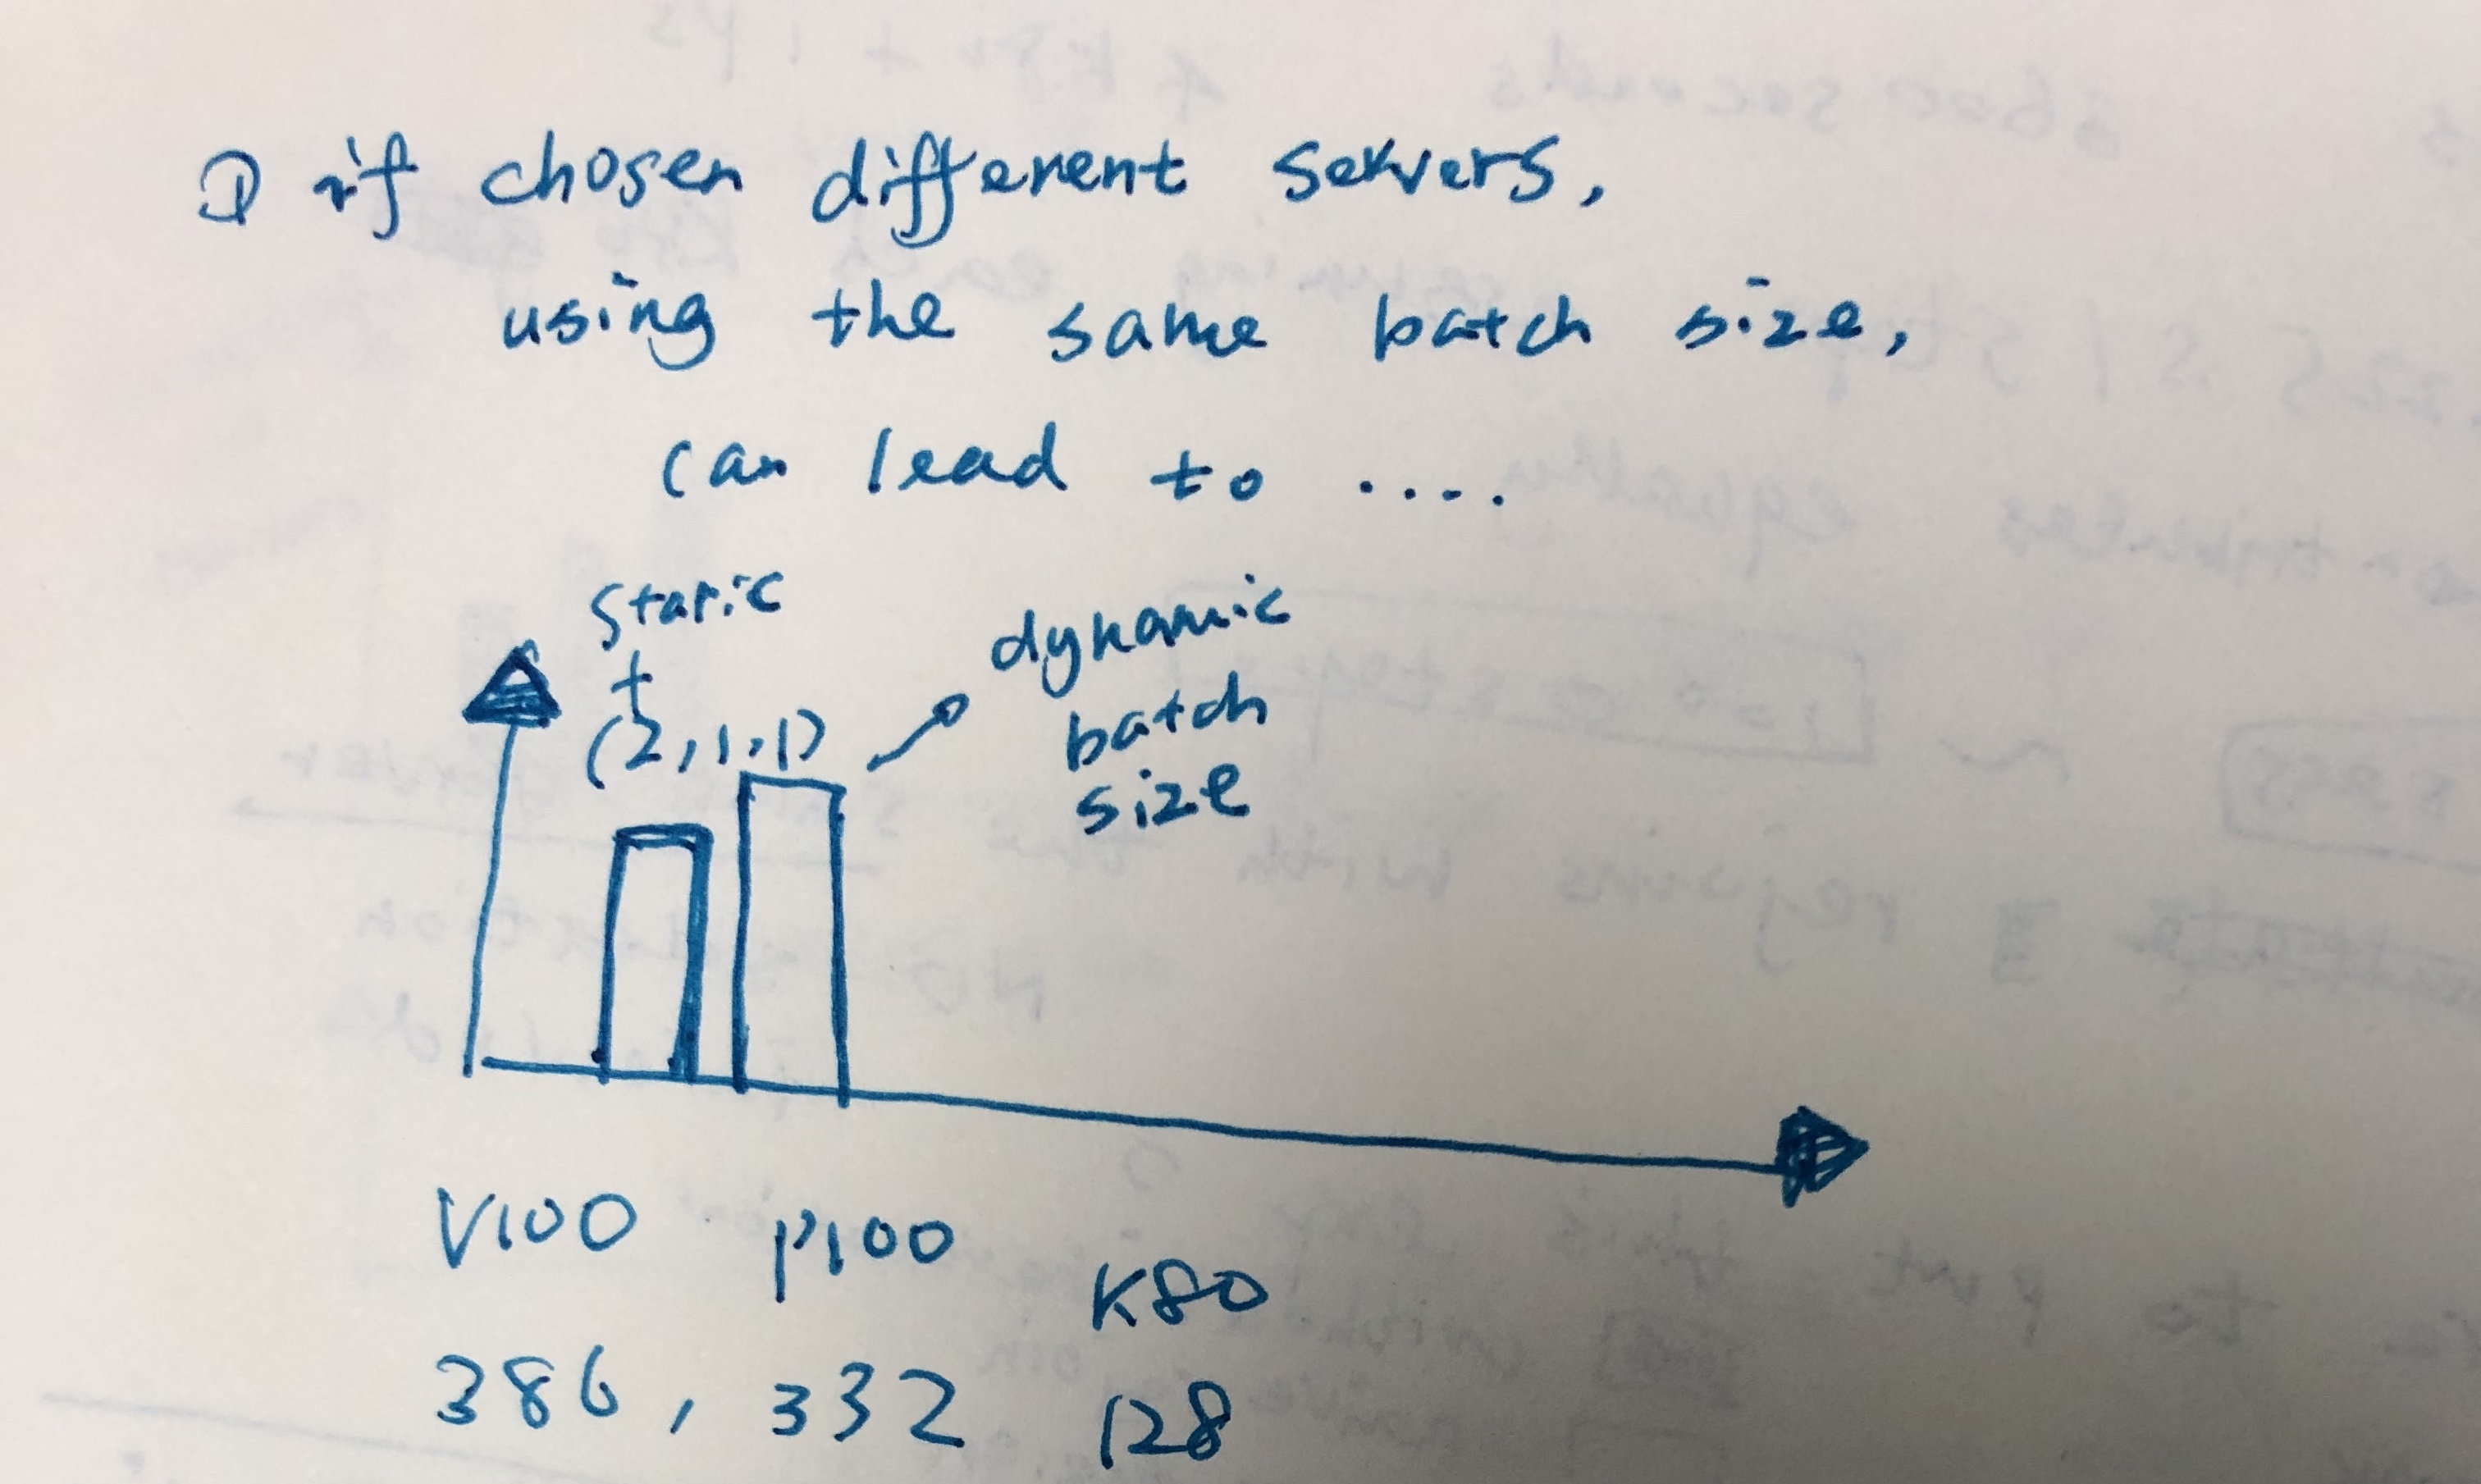 ① if chosen different servers,
using the same batch size,
can lead to ....
static
+
(2,1,1)
dynamic
batch
size
V100 P100 K80
386, 332 128